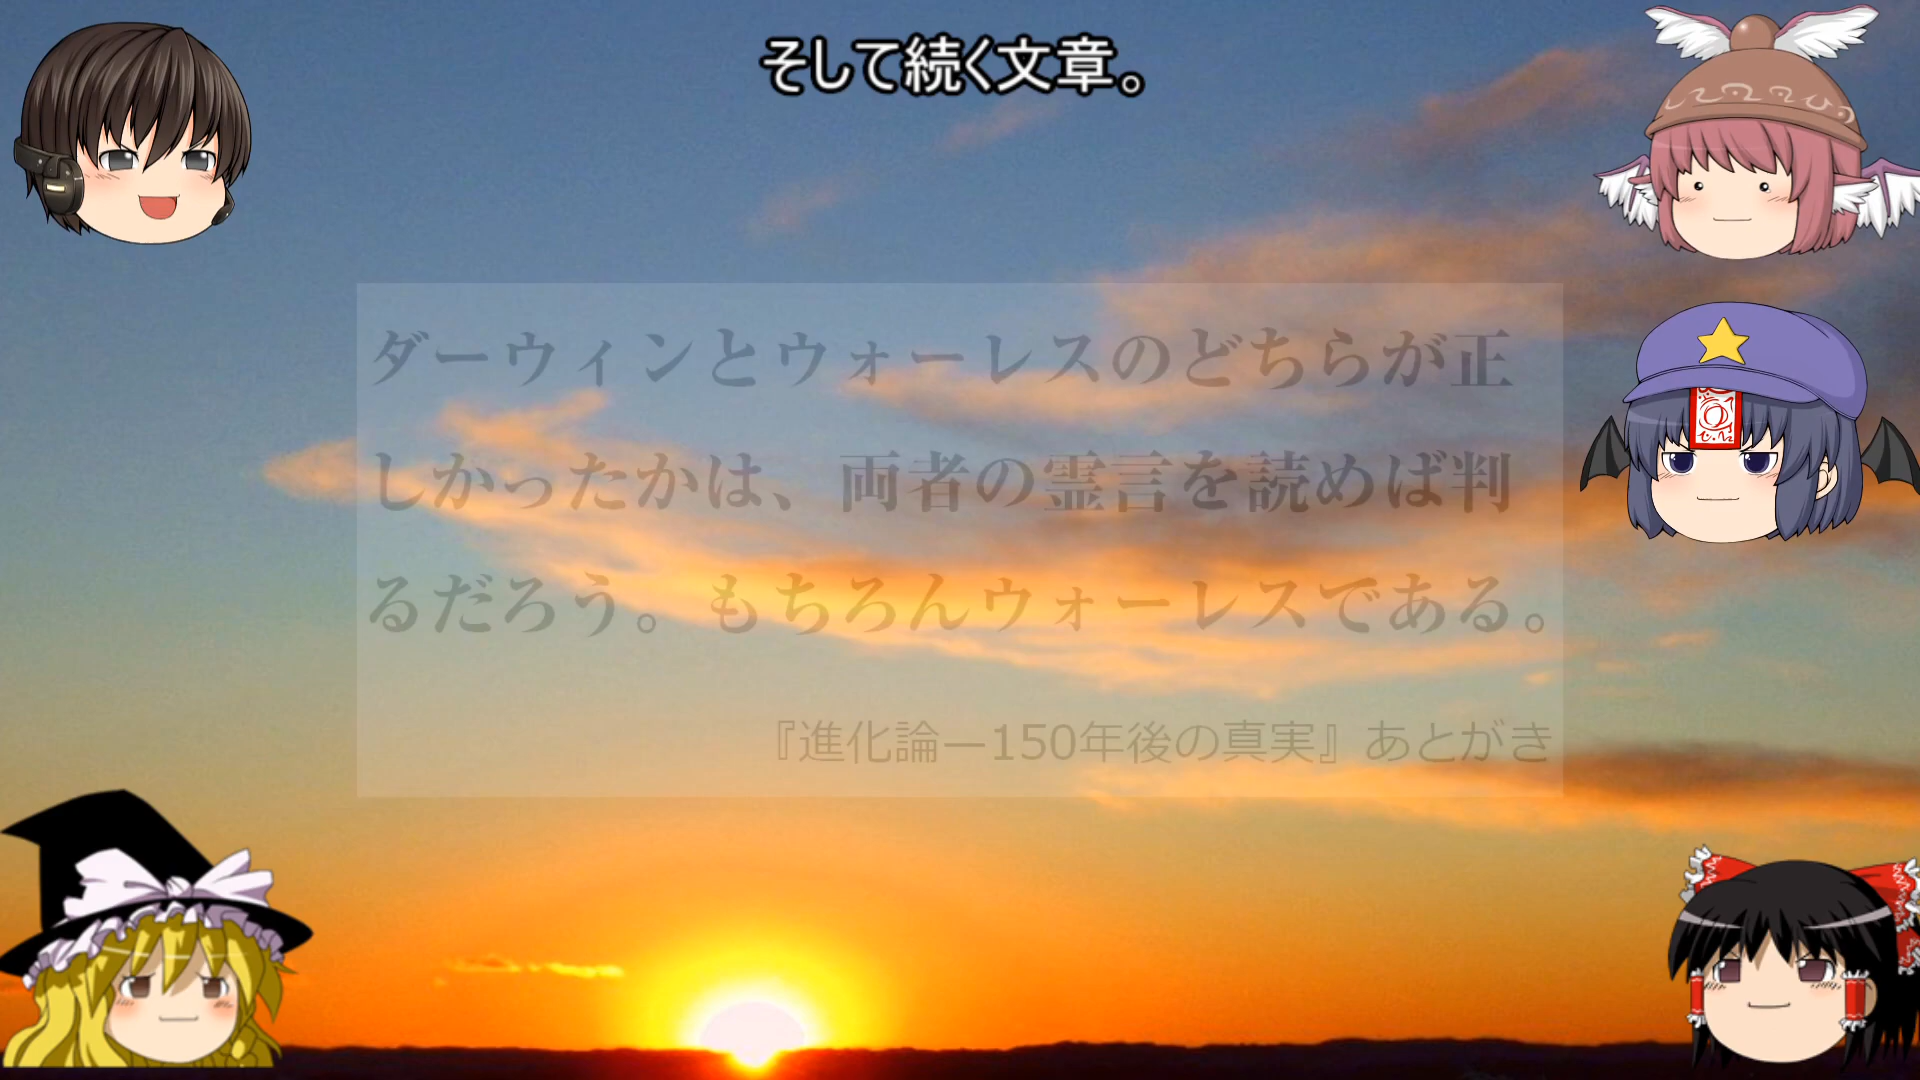 そして続く文章。
ダーウィンとウォーレスのどちらが正
しかったかは、両者の霊言を読めば判
るだろう。もちろんウォーレスである。
『進化論—150年後の真実』あとがき